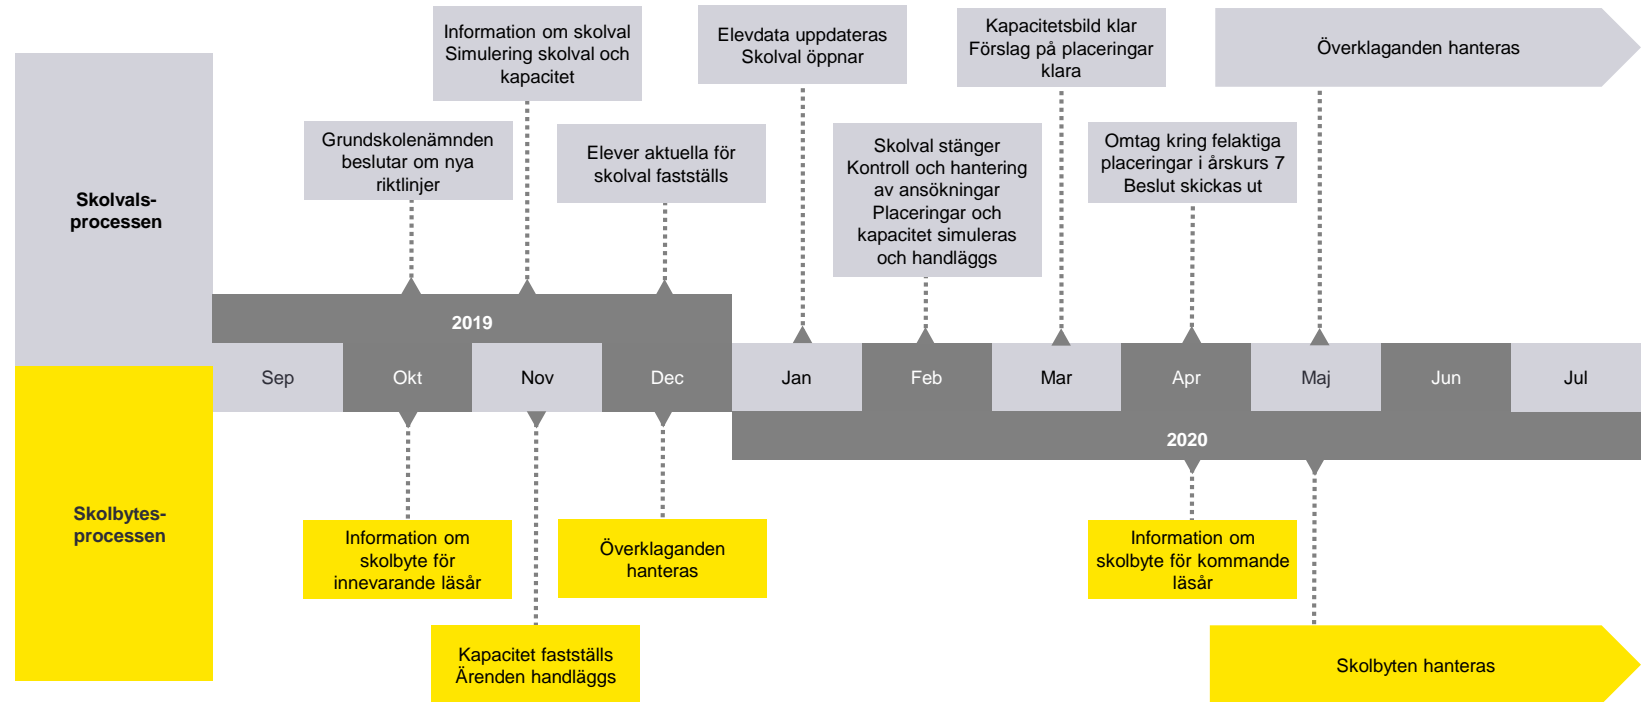 Information om skolval
Simulering skolval och
kapacitet
Elevdata uppdateras
Skolval öppnar
Kapacitetsbild klar
Förslag på placeringar
klara
Överklaganden hanteras
Grundskolenämnden
beslutar om nya
riktlinjer
Elever aktuella för
skolval fastställs
Skolval stänger
Kontroll och hantering
av ansökningar
Placeringar och
kapacitet simuleras
och handläggs
Omtag kring felaktiga
placeringar i årskurs 7
Beslut skickas ut
Skolvals-
processen
2019
Sep
Okt
Nov
Dec
Jan
Feb
Mar
Apr
Maj
Jun
Jul
2020
Skolbytes-
processen
Information om
skolbyte för
innevarande läsår
Överklaganden
hanteras
Information om
skolbyte för kommande
läsår
Kapacitet fastställs
Ärenden handläggs
Skolbyten hanteras